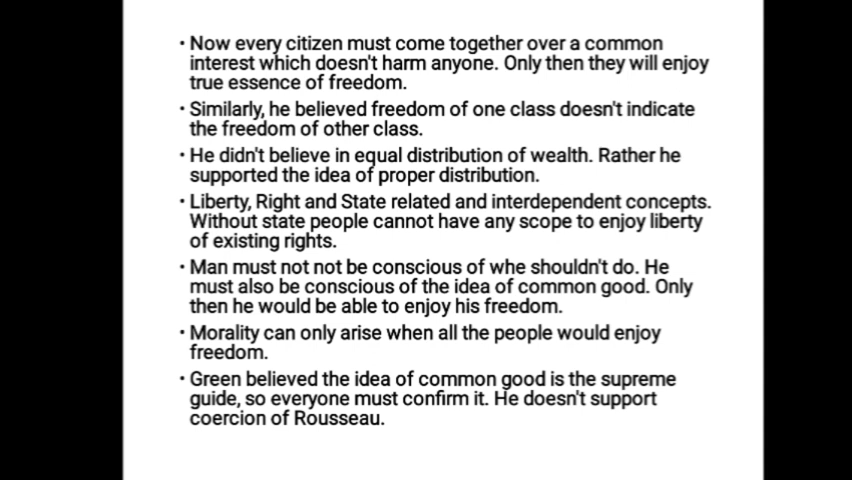 • Now every citizen must come together over a common
interest which doesn't harm anyone. Only then they will enjoy
true essence of freedom.
• Similarly, he believed freedom of one class doesn't indicate
the freedom of other class.
• He didn't believe in equal distribution of wealth. Rather he
supported the idea of proper distribution.
• Liberty, Right and State related and interdependent concepts.
Without state people cannot have any scope to enjoy liberty
of existing rights.
• Man must not not be conscious of whe shouldn't do. He
must also be conscious of the idea of common good. Only
then he would be able to enjoy his freedom.
• Morality can only arise when all the people would enjoy
freedom.
• Green believed the idea of common good is the supreme
guide, so everyone must confirm it. He doesn't support
coercion of Rousseau.